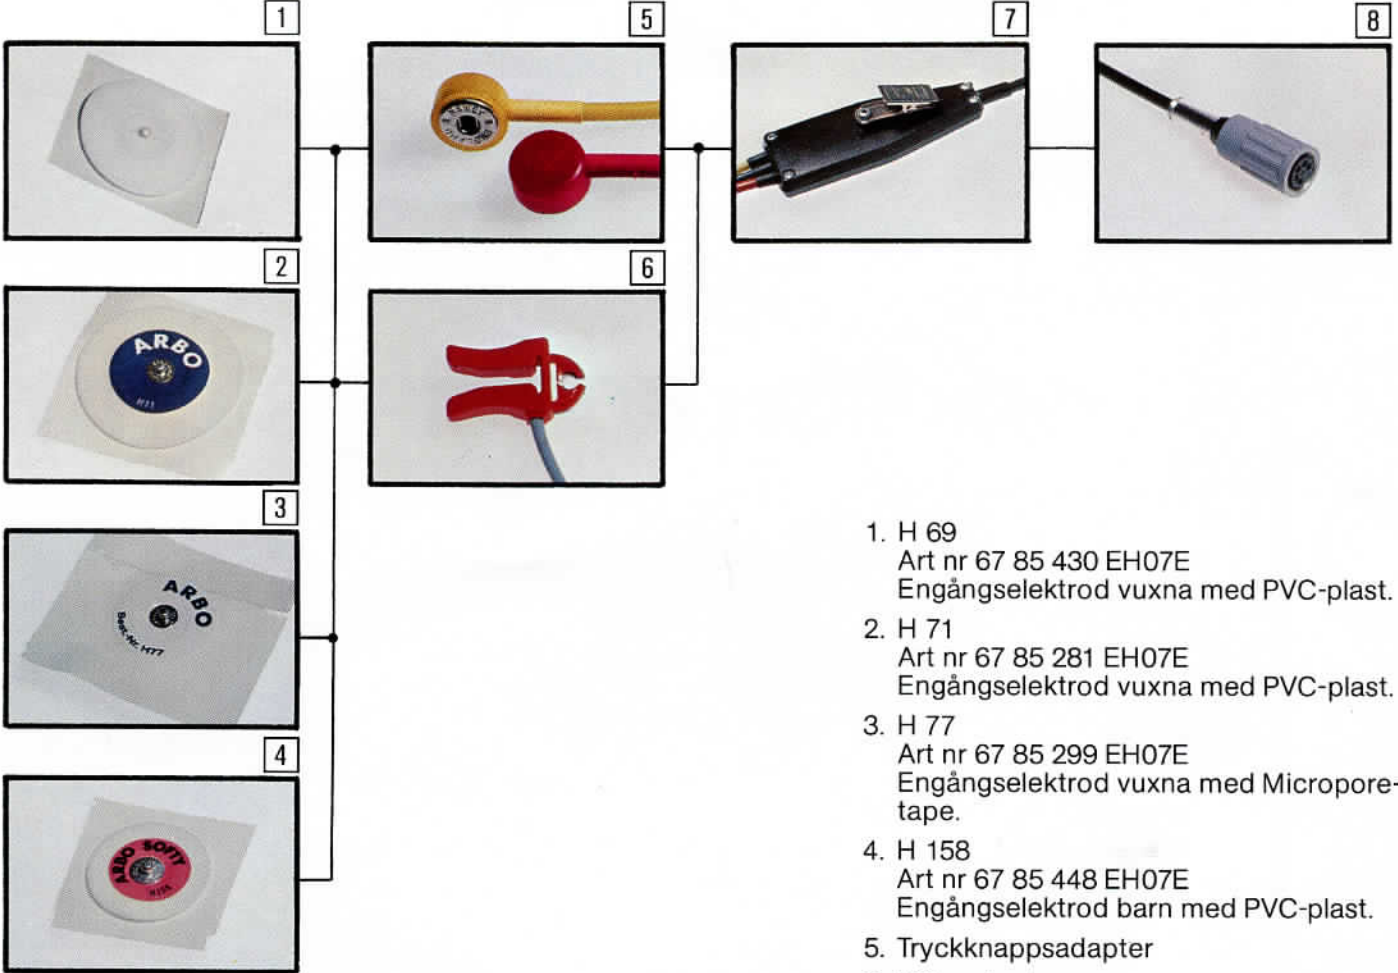 1
5
7
8
2
6
ARBO
H71
3
ARBO
Best.-Nr. H77
4
ARBO SOFTY
H158
1. H 69
Art nr 67 85 430 EH07E
Engångselektrod vuxna med PVC-plast.
2. H 71
Art nr 67 85 281 EH07E
Engångselektrod vuxna med PVC-plast.
3. H 77
Art nr 67 85 299 EH07E
Engångselektrod vuxna med Micropore-
tape.
4. H 158
Art nr 67 85 448 EH07E
Engångselektrod barn med PVC-plast.
5. Tryckknappsadapter